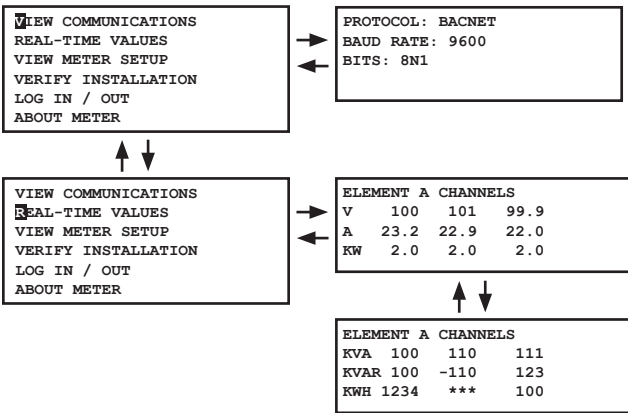 VIEW COMMUNICATIONS
REAL-TIME VALUES
VIEW METER SETUP
VERIFY INSTALLATION
LOG IN / OUT
ABOUT METER
PROTOCOL: BACNET
BAUD RATE: 9600
BITS: 8N1
VIEW COMMUNICATIONS
REAL-TIME VALUES
VIEW METER SETUP
VERIFY INSTALLATION
LOG IN / OUT
ABOUT METER
ELEMENT A CHANNELS
V 100 101 99.9
A 23.2 22.9 22.0
KW 2.0 2.0 2.0
ELEMENT A CHANNELS
KVA 100 110 111
KVAR 100 -110 123
KWH 1234 *** 100